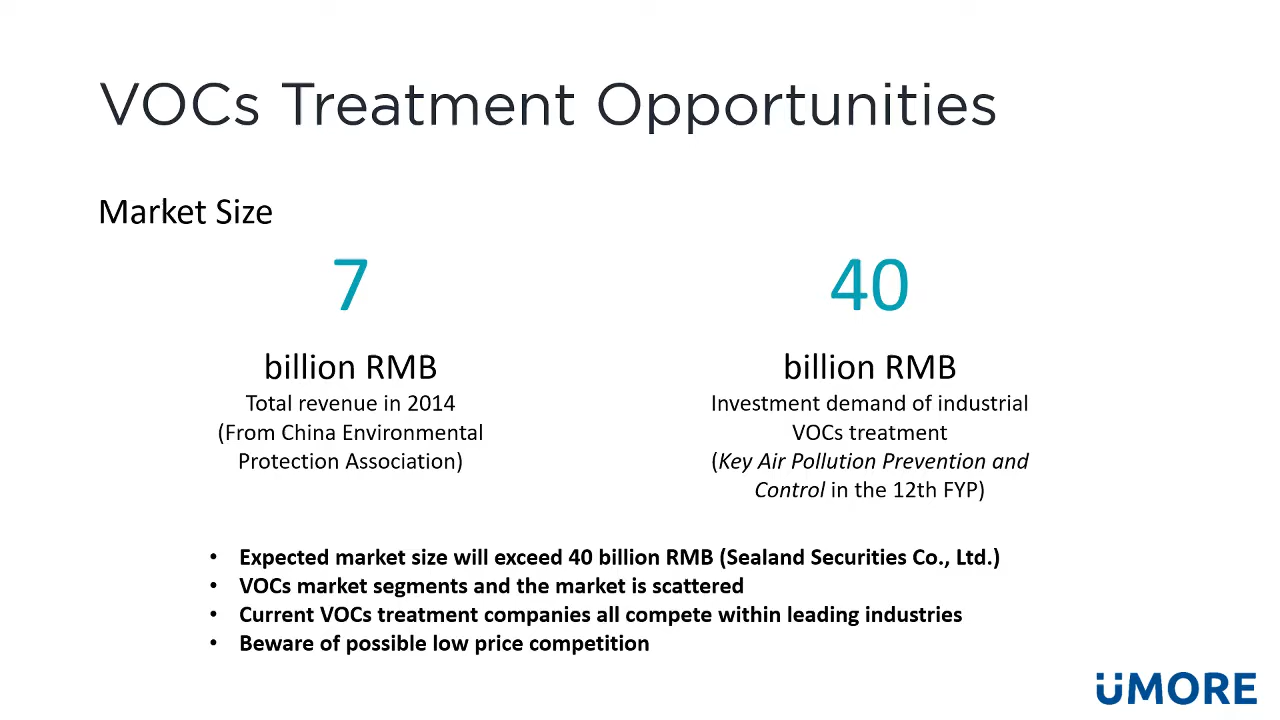 VOCs Treatment Opportunities
Market Size
7
billion RMB
Total revenue in 2014
(From China Environmental
Protection Association)
40
billion RMB
Investment demand of industrial
VOCs treatment
(Key Air Pollution Prevention and
Control in the 12th FYP)
• Expected market size will exceed 40 billion RMB (Sealand Securities Co., Ltd.)
• VOCs market segments and the market is scattered
• Current VOCs treatment companies all compete within leading industries
• Beware of possible low price competition
ÜMORE